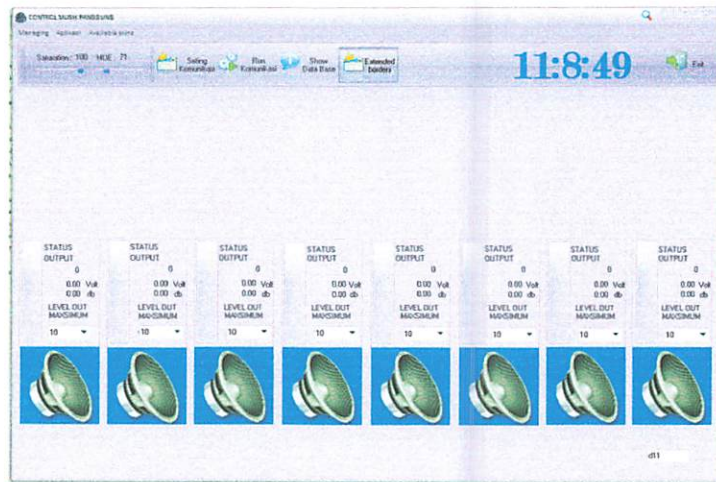 CONTROL MUSIK PANGGUNG
Managing
Saturation: 100 HUE: 71
Seting Komunikasi
Run Komunikasi
Show Data Base
Extended borders
11:8:49
Exit
STATUS OUTPUT
0
0.00 Volt
0.00 db
LEVEL OUT MAKSIMUM
10
STATUS OUTPUT
0
0.00 Volt
0.00 db
LEVEL OUT MAKSIMUM
10
STATUS OUTPUT
0
0.00 Volt
0.00 db
LEVEL OUT MAKSIMUM
10
STATUS OUTPUT
0
0.00 Volt
0.00 db
LEVEL OUT MAKSIMUM
10
STATUS OUTPUT
0
0.00 Volt
0.00 db
LEVEL OUT MAKSIMUM
10
STATUS OUTPUT
0
0.00 Volt
0.00 db
LEVEL OUT MAKSIMUM
10
STATUS OUTPUT
0
0.00 Volt
0.00 db
LEVEL OUT MAKSIMUM
10
STATUS OUTPUT
0
0.00 Volt
0.00 db
LEVEL OUT MAKSIMUM
10
d11